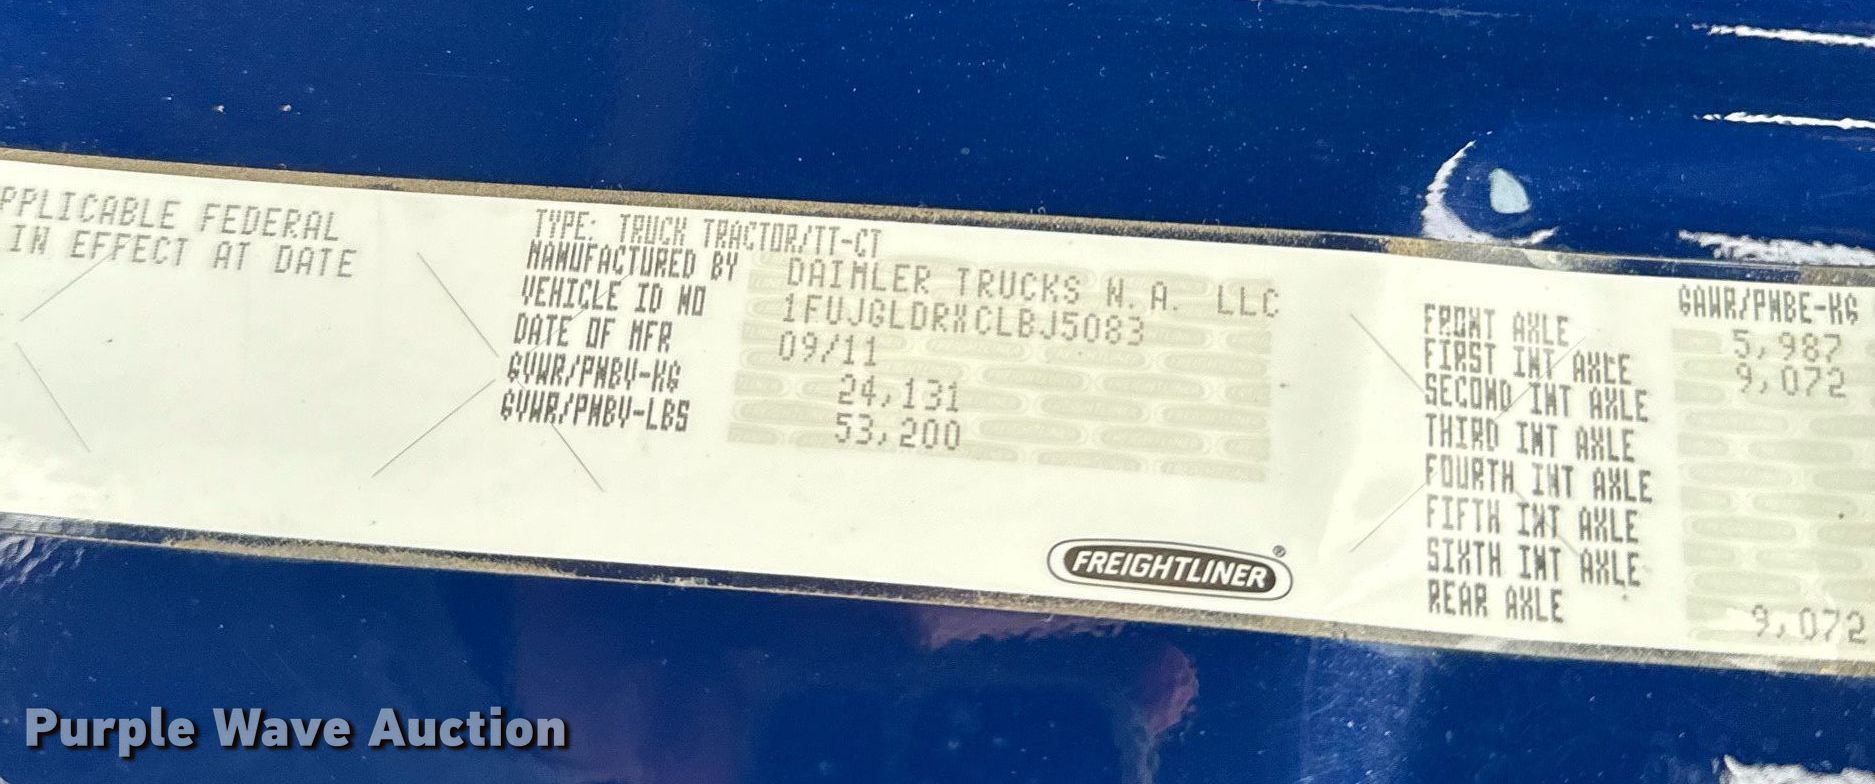 PPLICABLE FEDERAL
IN EFFECT AT DATE
TYPE: TRUCK TRACTOR/TT-CT
MANUFACTURED BY DAIMLER TRUCKS N.A. LLC
VEHICLE ID NO 1FUJGLDRXCLBJ5083
DATE OF MFR 09/11
GVWR/PNBV-KG 24,131
GVWR/PNBV-LBS 53,200
FREIGHTLINER®
GAWR/PNBE-KG
FRONT AXLE 5,987
FIRST INT AXLE 9,072
SECOND INT AXLE
THIRD INT AXLE
FOURTH INT AXLE
FIFTH INT AXLE
SIXTH INT AXLE
REAR AXLE 9,072
Purple Wave Auction